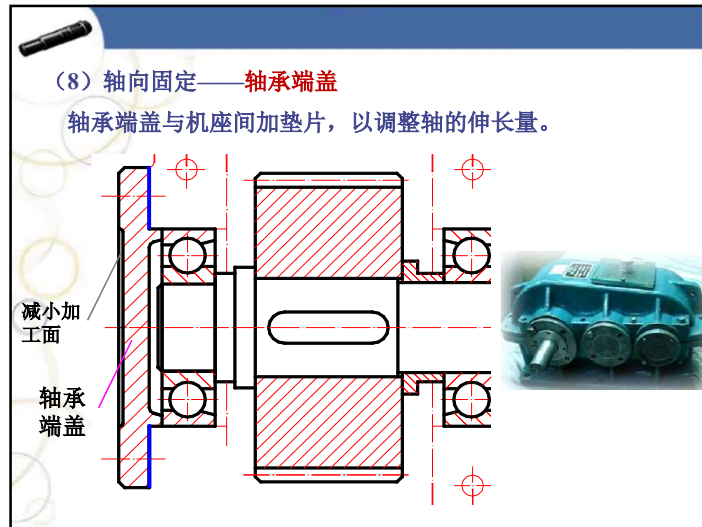 （8）轴向固定——轴承端盖
轴承端盖与机座间加垫片，以调整轴的伸长量。
减小加
工面
轴承
端盖